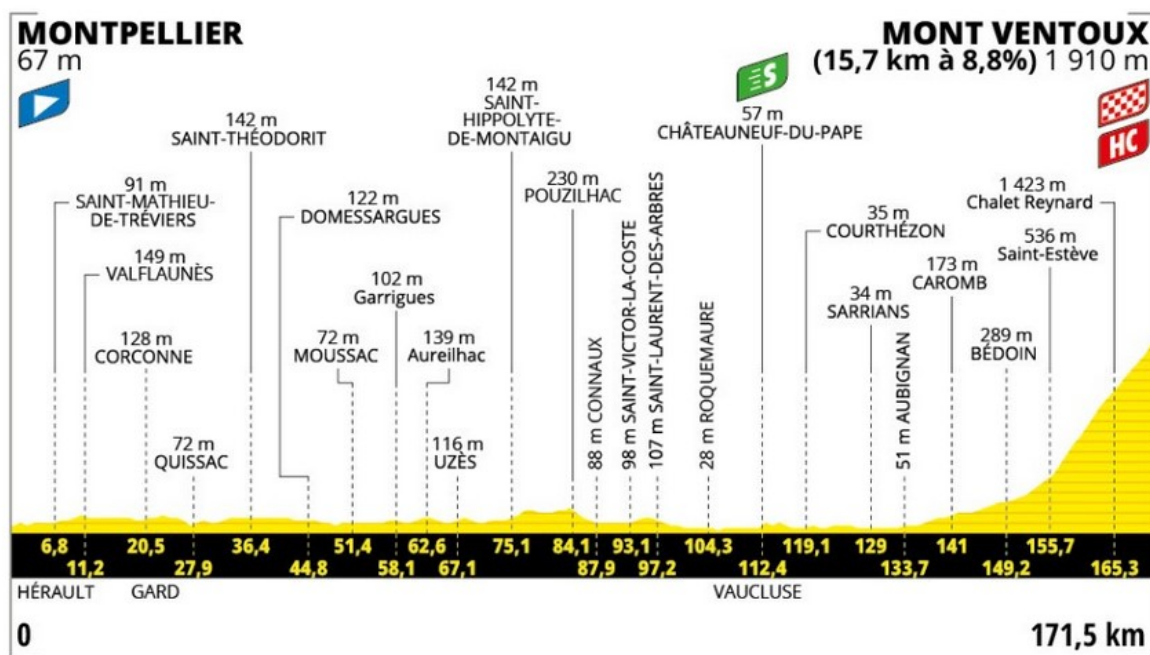 MONTPELLIER
67 m
MONT VENTOUX
(15,7 km à 8,8%) 1 910 m
S
HC
91 m
SAINT-MATHIEU-
DE-TRÉVIERS
149 m
VALFLAUNÈS
128 m
CORCONNE
72 m
QUISSAC
142 m
SAINT-THÉODORIT
122 m
DOMESSARGUES
72 m
MOUSSAC
102 m
Garrigues
139 m
Aureilhac
116 m
UZÈS
142 m
SAINT-
HIPPOLYTE-
DE-MONTAIGU
230 m
POUZILHAC
88 m CONNAUX
98 m SAINT-VICTOR-LA-COSTE
107 m SAINT-LAURENT-DES-ARBRES
28 m ROQUEMAURE
57 m
CHÂTEAUNEUF-DU-PAPE
35 m
COURTHÉZON
34 m
SARRIANS
51 m AUBIGNAN
173 m
CAROMB
289 m
BÉDOIN
536 m
Saint-Estève
1 423 m
Chalet Reynard
6,8 20,5 36,4 51,4 62,6 75,1 84,1 93,1 104,3 119,1 129 141 155,7
11,2 27,9 44,8 58,1 67,1 87,9 97,2 112,4 133,7 149,2 165,3
HÉRAULT GARD VAUCLUSE
0 171,5 km